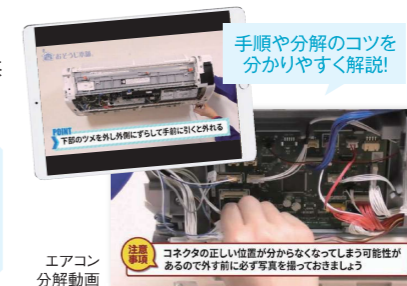 手順や分解のコツを
分かりやすく解説!
おそうじ本舗
POINT
下部のツメを外し外側にずらして手前に引くと外れる
注意
事項
コネクタの正しい位置が分からなくなってしまう可能性が
あるので外す前に必ず写真を撮っておきましょう
エアコン
分解動画